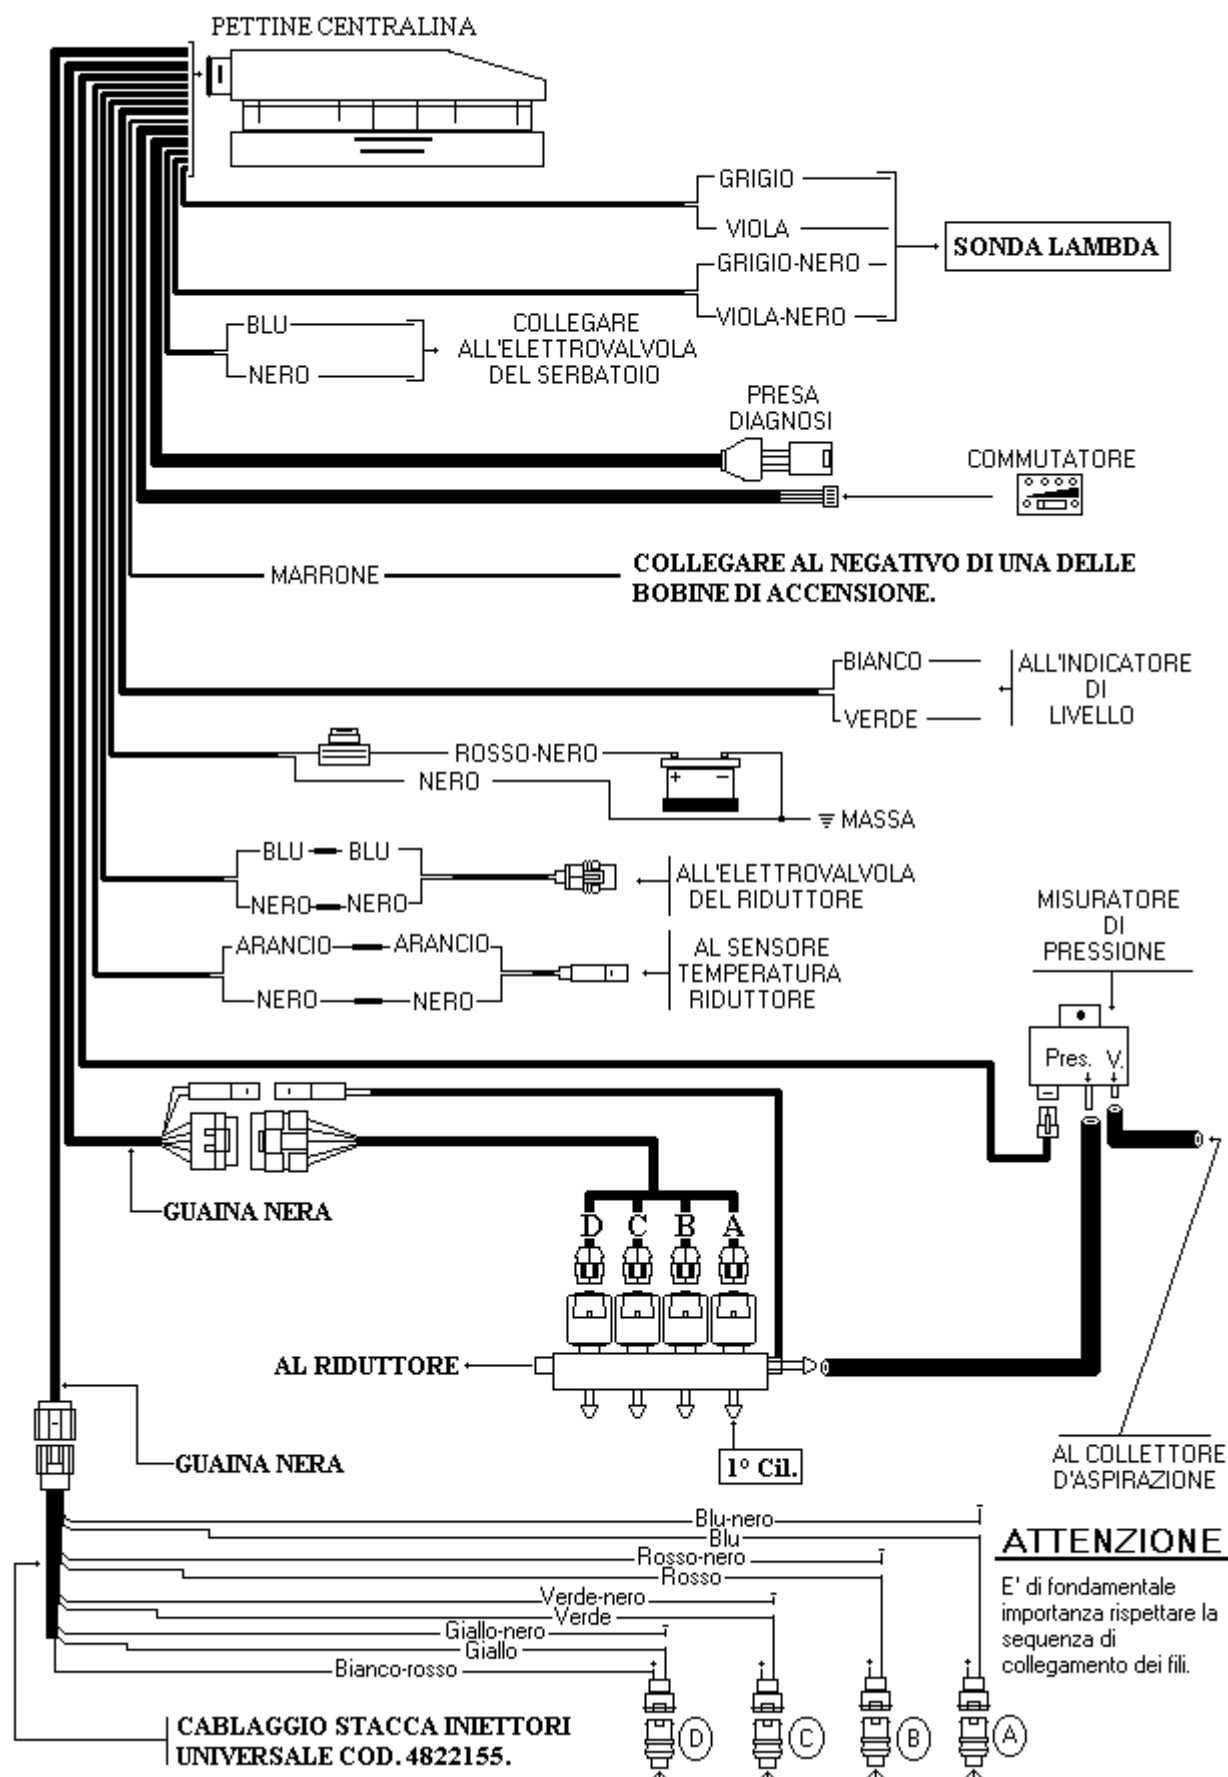 PETTINE CENTRALINA
GRIGIO
VIOLA
SONDA LAMBDA
GRIGIO-NERO
VIOLA-NERO
BLU
NERO
COLLEGARE
ALL'ELETTROVALVOLA
DEL SERBATOIO
PRESA
DIAGNOSI
COMMUTATORE
MARRONE
COLLEGARE AL NEGATIVO DI UNA DELLE
BOBINE DI ACCENSIONE.
BIANCO
VERDE
ALL'INDICATORE
DI
LIVELLO
ROSSO-NERO
NERO
+ −
MASSA
BLU BLU
NERO NERO
ALL'ELETTROVALVOLA
DEL RIDUTTORE
ARANCIO ARANCIO
NERO NERO
AL SENSORE
TEMPERATURA
RIDUTTORE
MISURATORE
DI
PRESSIONE
Pres. V.
GUAINA NERA
D C B A
AL RIDUTTORE
1° Cil.
GUAINA NERA
AL COLLETTORE
D'ASPIRAZIONE
Blu-nero
Blu
Rosso-nero
Rosso
Verde-nero
Verde
Giallo-nero
Giallo
Bianco-rosso
ATTENZIONE
E' di fondamentale
importanza rispettare la
sequenza di
collegamento dei fili.
CABLAGGIO STACCA INIETTORI
UNIVERSALE COD. 4822155.
D C B A